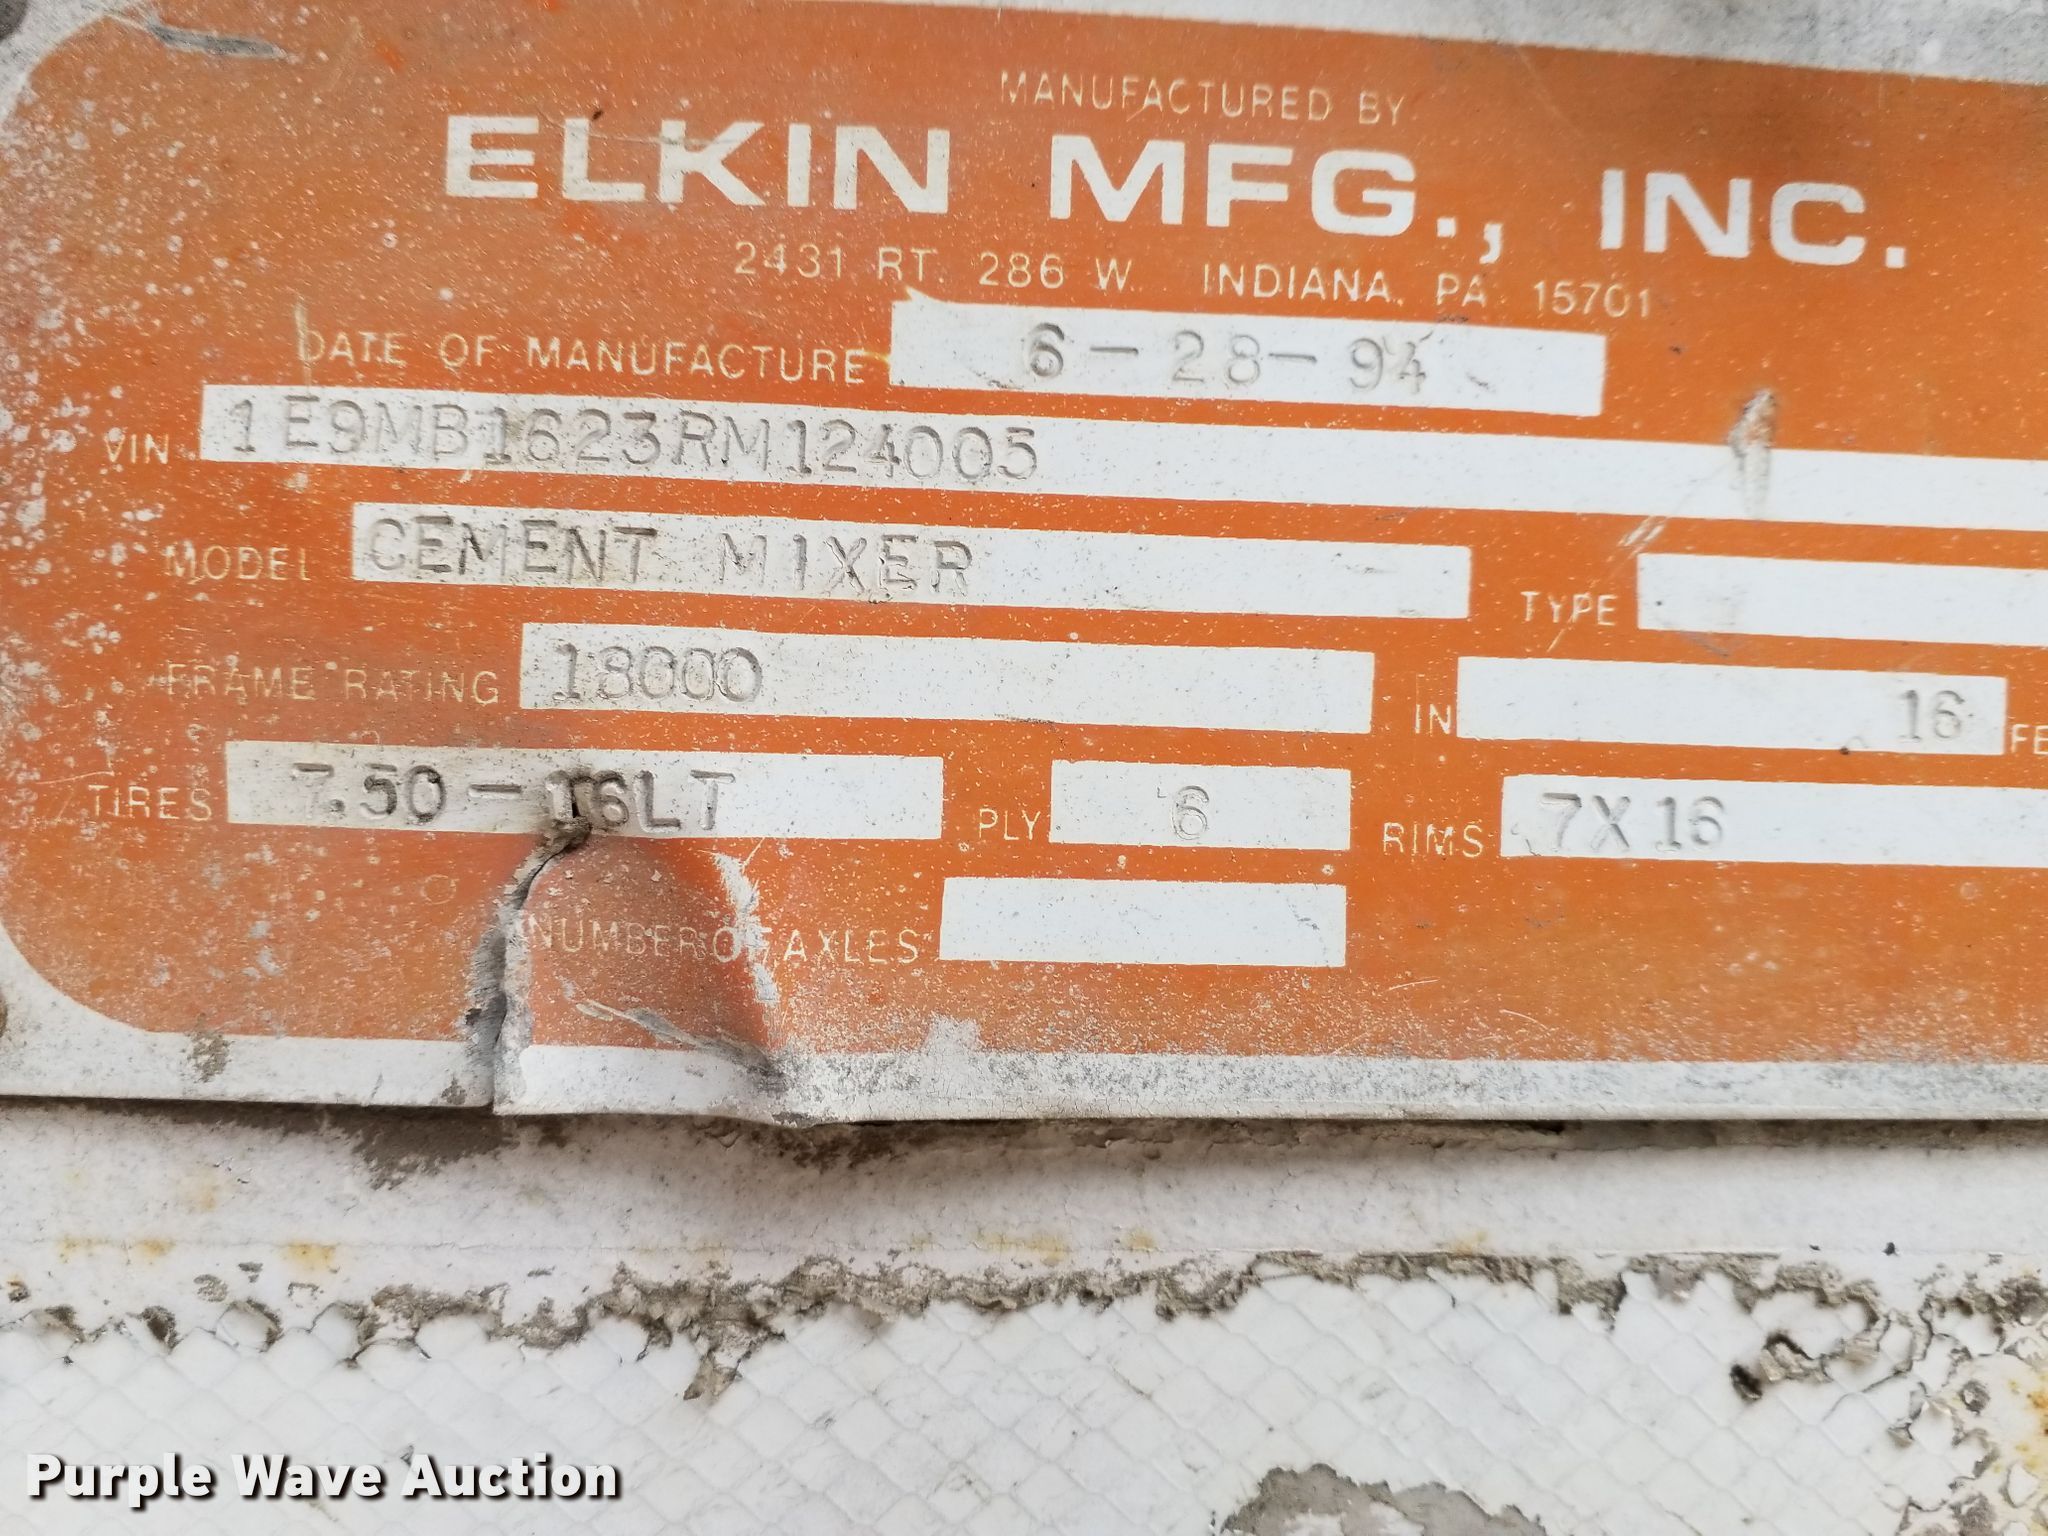 MANUFACTURED BY
ELKIN MFG., INC.
2431 RT. 286 W. INDIANA, PA. 15701
DATE OF MANUFACTURE 6-28-94
VIN 1E9MB1623RM124005
MODEL CEMENT MIXER TYPE
FRAME RATING 18000 IN 16 FE
TIRES 7.50-16LT PLY 6 RIMS 7X16
NUMBER OF AXLES
Purple Wave Auction